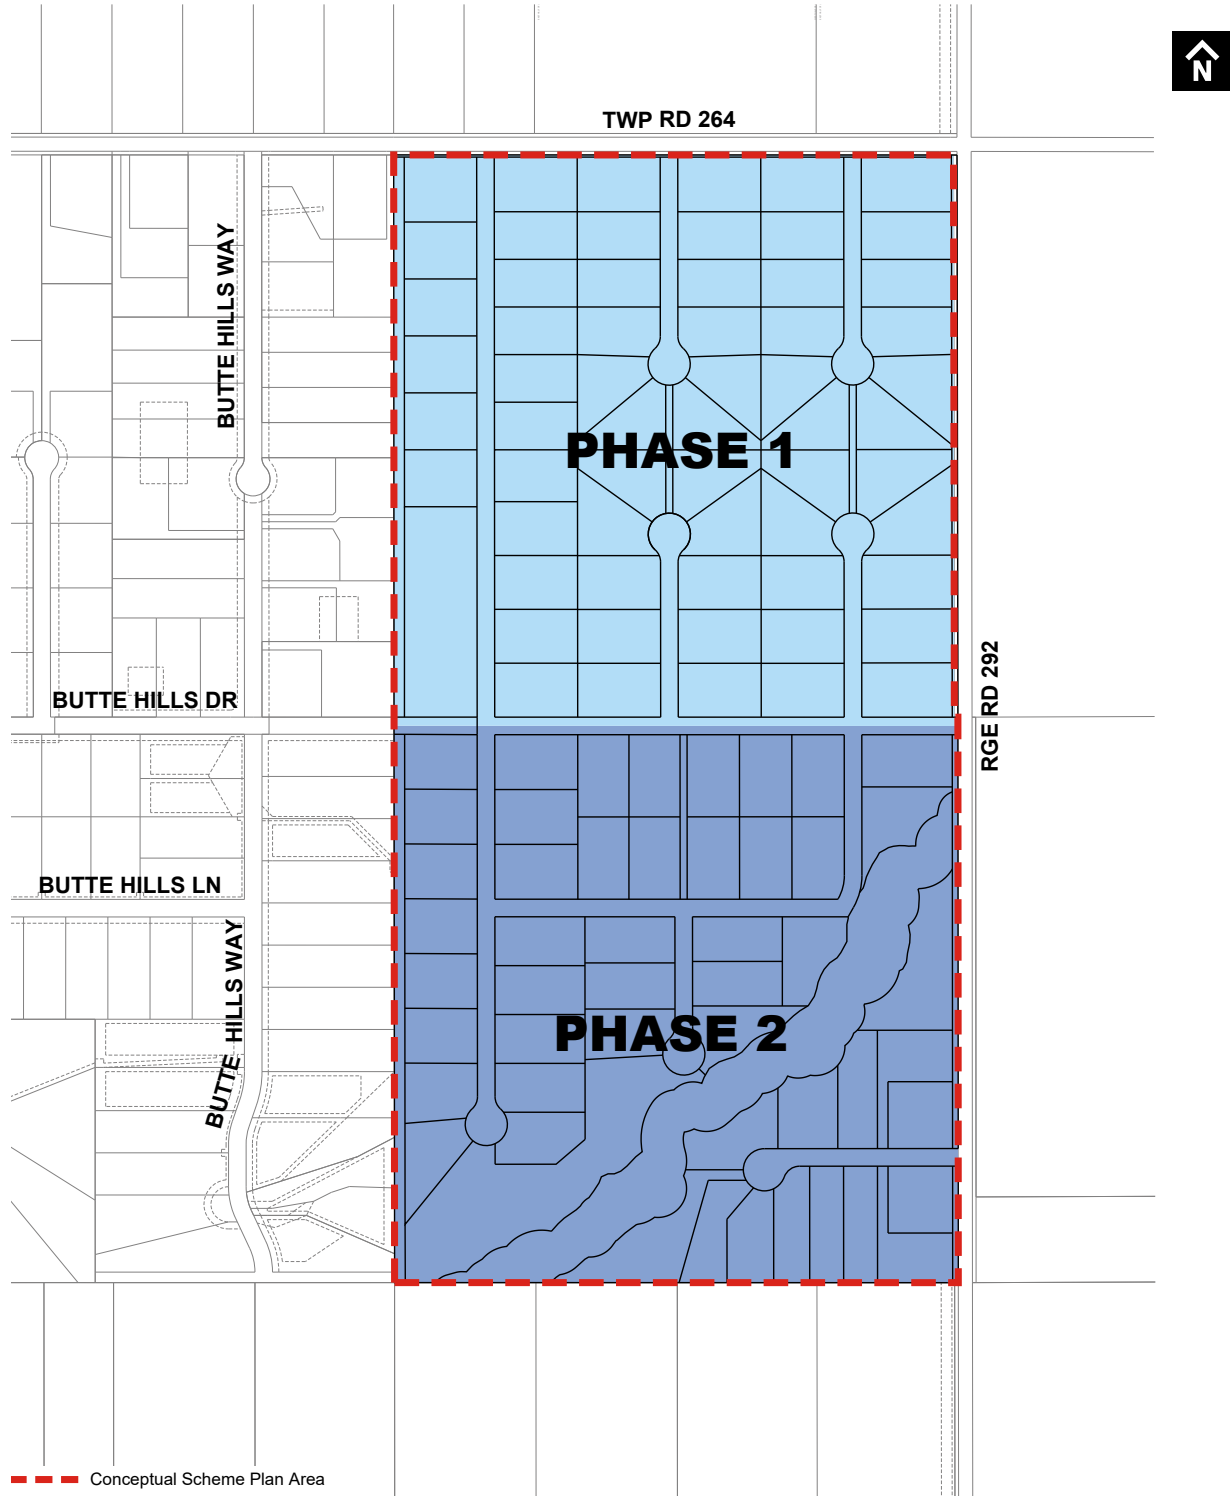 N
TWP RD 264
BUTTE HILLS WAY
PHASE 1
RGE RD 292
BUTTE HILLS DR
BUTTE HILLS LN
BUTTE HILLS WAY
PHASE 2
Conceptual Scheme Plan Area